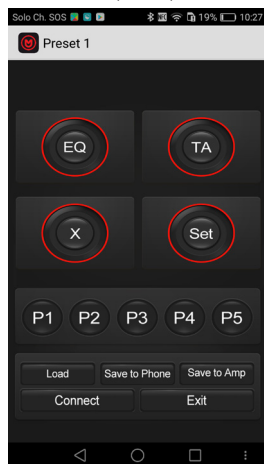 Solo Ch. SOS 19% 10:27
Preset 1
EQ TA
X Set
P1 P2 P3 P4 P5
Load Save to Phone Save to Amp
Connect Exit